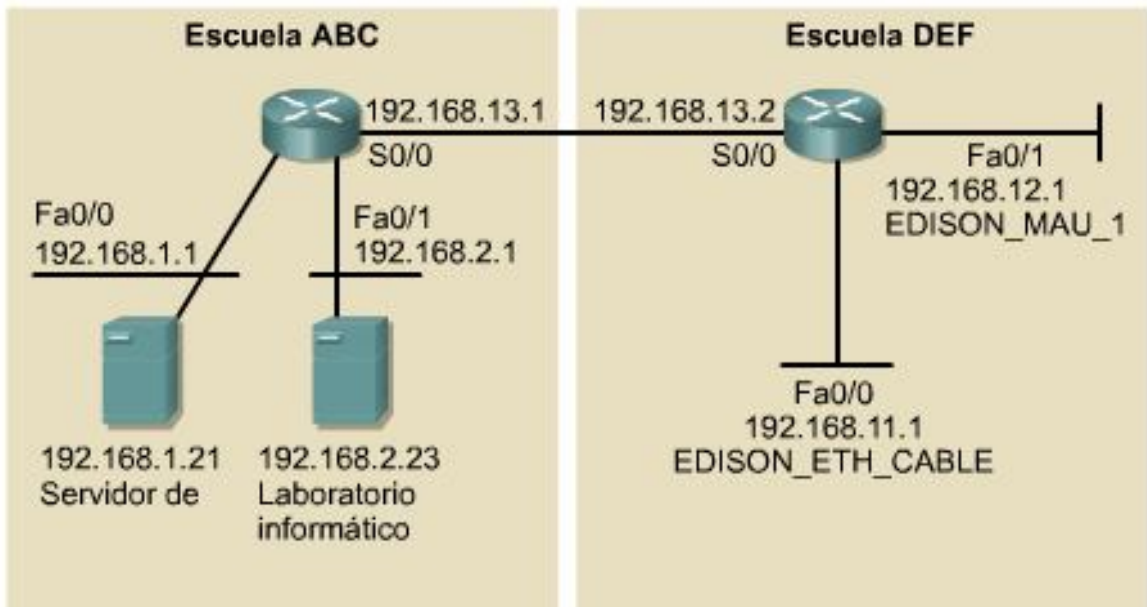 Escuela ABC
192.168.13.1
S0/0
Fa0/0
192.168.1.1
Fa0/1
192.168.2.1
192.168.1.21
Servidor de
192.168.2.23
Laboratorio
informático
Escuela DEF
192.168.13.2
S0/0
Fa0/1
192.168.12.1
EDISON_MAU_1
Fa0/0
192.168.11.1
EDISON_ETH_CABLE